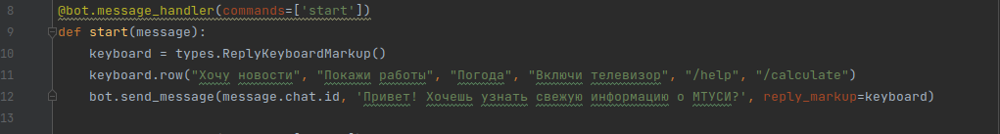 8 @bot.message_handler(commands=['start'])
9 def start(message):
10 keyboard = types.ReplyKeyboardMarkup()
11 keyboard.row("Хочу новости", "Покажи работы", "Погода", "Включи телевизор", "/help", "/calculate")
12 bot.send_message(message.chat.id, 'Привет! Хочешь узнать свежую информацию о МТУСИ?', reply_markup=keyboard)
13